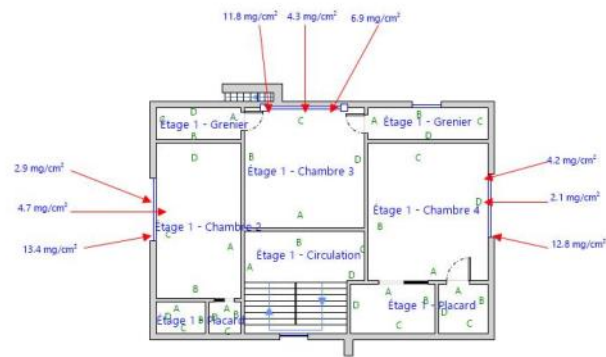 11.8 mg/cm²
4.3 mg/cm²
6.9 mg/cm²
C D A
B
Étage 1 - Grenier
C
A B C
D
Étage 1 - Grenier
D
B
Étage 1 - Chambre 3
D
A
C
2.9 mg/cm²
4.7 mg/cm²
13.4 mg/cm²
Étage 1 - Chambre 2
C
A
B
4.2 mg/cm²
2.1 mg/cm²
12.8 mg/cm²
D
Étage 1 - Chambre 4
B
A
B
Étage 1 - Circulation
C
A
D
A
D B
C
Étage 1 - Placard
A
D B
C
A
D B
C
Étage 1 - Placard
A
D B
C